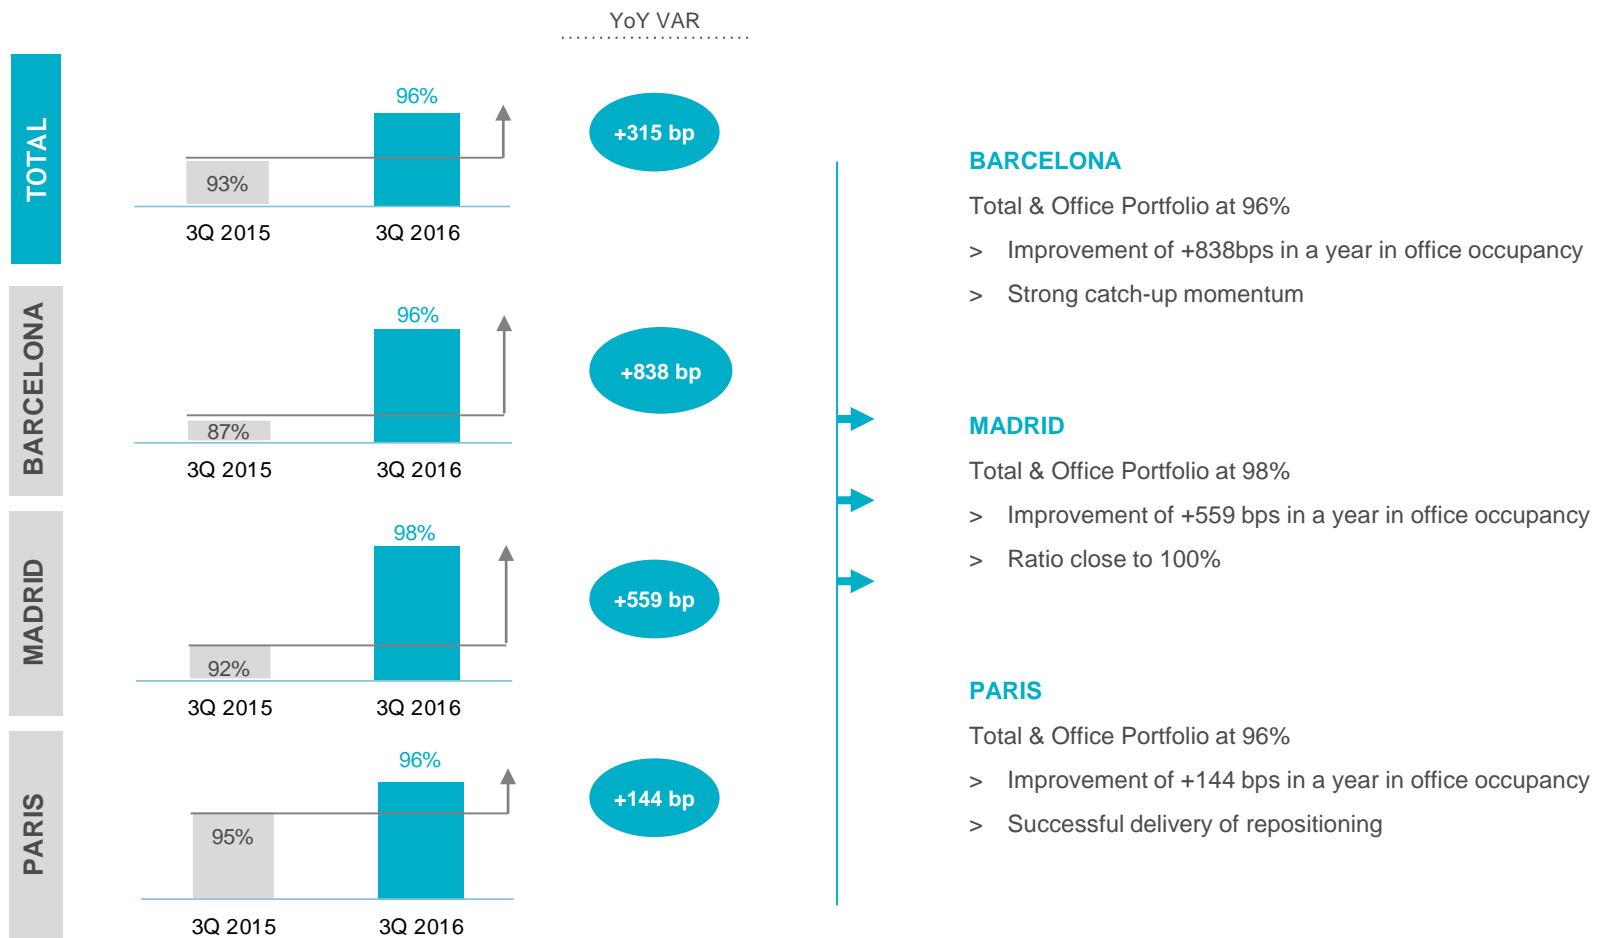 YoY VAR
TOTAL
96%
93%
3Q 2015
3Q 2016
+315 bp
BARCELONA
96%
87%
3Q 2015
3Q 2016
+838 bp
MADRID
98%
92%
3Q 2015
3Q 2016
+559 bp
PARIS
96%
95%
3Q 2015
3Q 2016
+144 bp
BARCELONA
Total & Office Portfolio at 96%
> Improvement of +838bps in a year in office occupancy
> Strong catch-up momentum
MADRID
Total & Office Portfolio at 98%
> Improvement of +559 bps in a year in office occupancy
> Ratio close to 100%
PARIS
Total & Office Portfolio at 96%
> Improvement of +144 bps in a year in office occupancy
> Successful delivery of repositioning